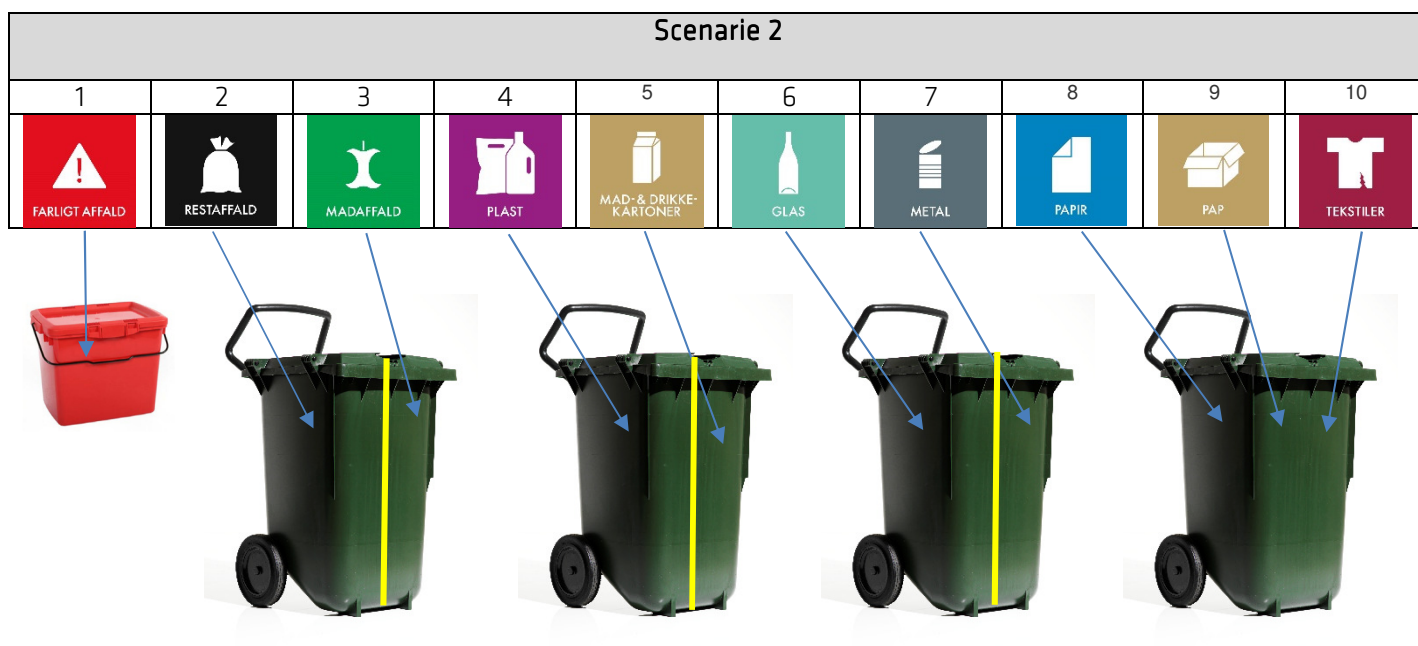 Scenarie 2
1 2 3 4 5 6 7 8 9 10
FARLIGT AFFALD
RESTAFFALD
MADAFFALD
PLAST
MAD- & DRIKKE-
KARTONER
GLAS
METAL
PAPIR
PAP
TEKSTILER